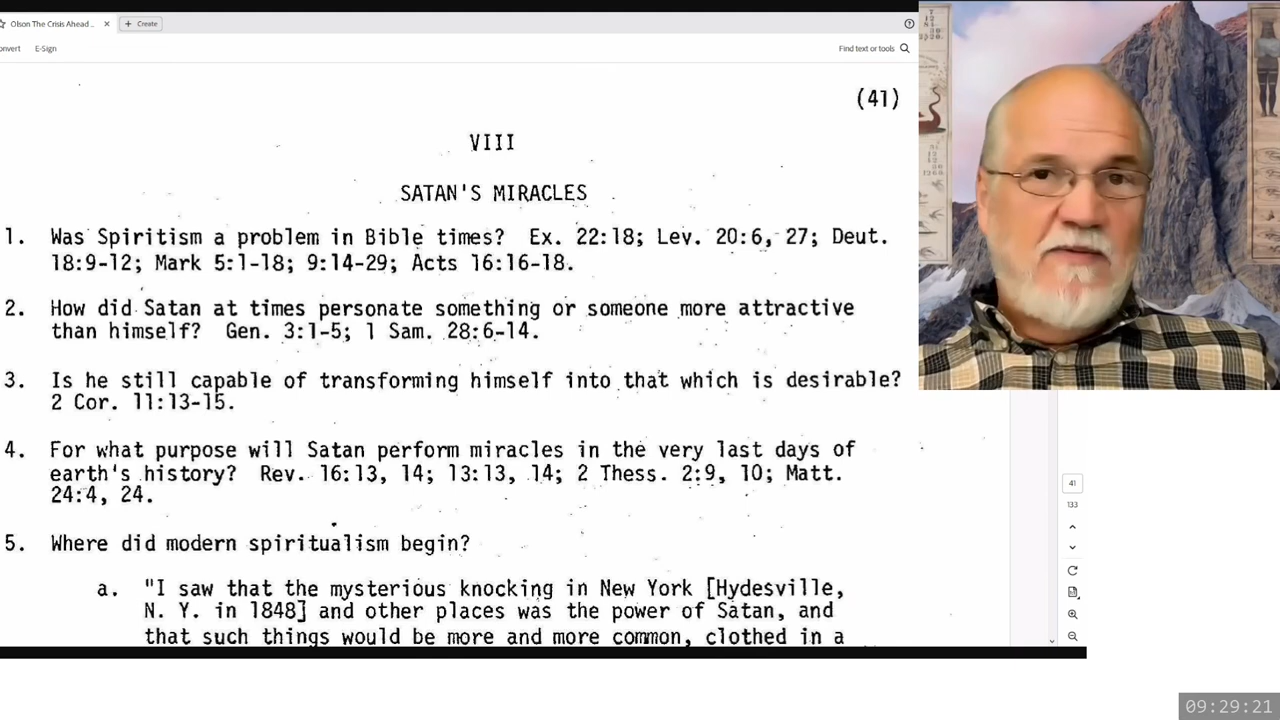 Olson The Crisis Ahead ..
Create
onvert
E-Sign
Find text or tools
(41)
VIII
SATAN'S MIRACLES
1. Was Spiritism a problem in Bible times? Ex. 22:18; Lev. 20:6, 27; Deut.
18:9-12; Mark 5:1-18; 9:14-29; Acts 16:16-18.
2. How did Satan at times personate something or someone more attractive
than himself? Gen. 3:1-5; 1 Sam. 28:6-14.
3. Is he still capable of transforming himself into that which is desirable?
2 Cor. 11:13-15.
4. For what purpose will Satan perform miracles in the very last days of
earth's history? Rev. 16:13, 14; 13:13, 14; 2 Thess. 2:9, 10; Matt.
24:4, 24.
5. Where did modern spiritualism begin?
a. "I saw that the mysterious knocking in New York [Hydesville,
N. Y. in 1848] and other places was the power of Satan, and
that such things would be more and more common, clothed in a
41
133
09:29:21